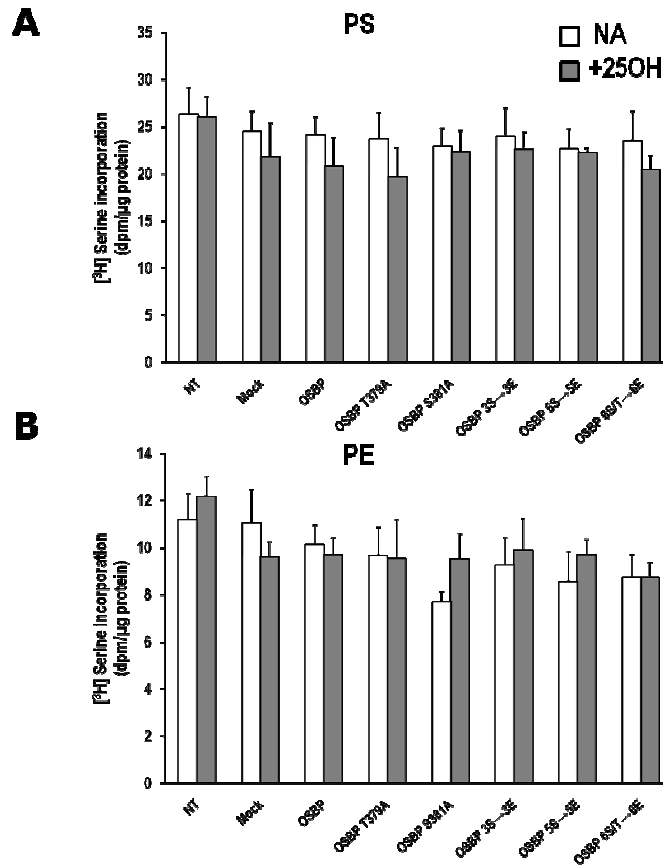 A
PS
NA
+25OH
35
30
25
20
15
10
5
0
[³H] Serine incorporation
(dpm/µg protein)
NT
Mock
OSBP
OSBP T379A
OSBP S381A
OSBP 3S→3E
OSBP 5S→5E
OSBP 6S/T→6E
B
PE
14
12
10
8
6
4
2
0
[³H] Serine incorporation
(dpm/µg protein)
NT
Mock
OSBP
OSBP T379A
OSBP S381A
OSBP 3S→3E
OSBP 5S→5E
OSBP 6S/T→6E